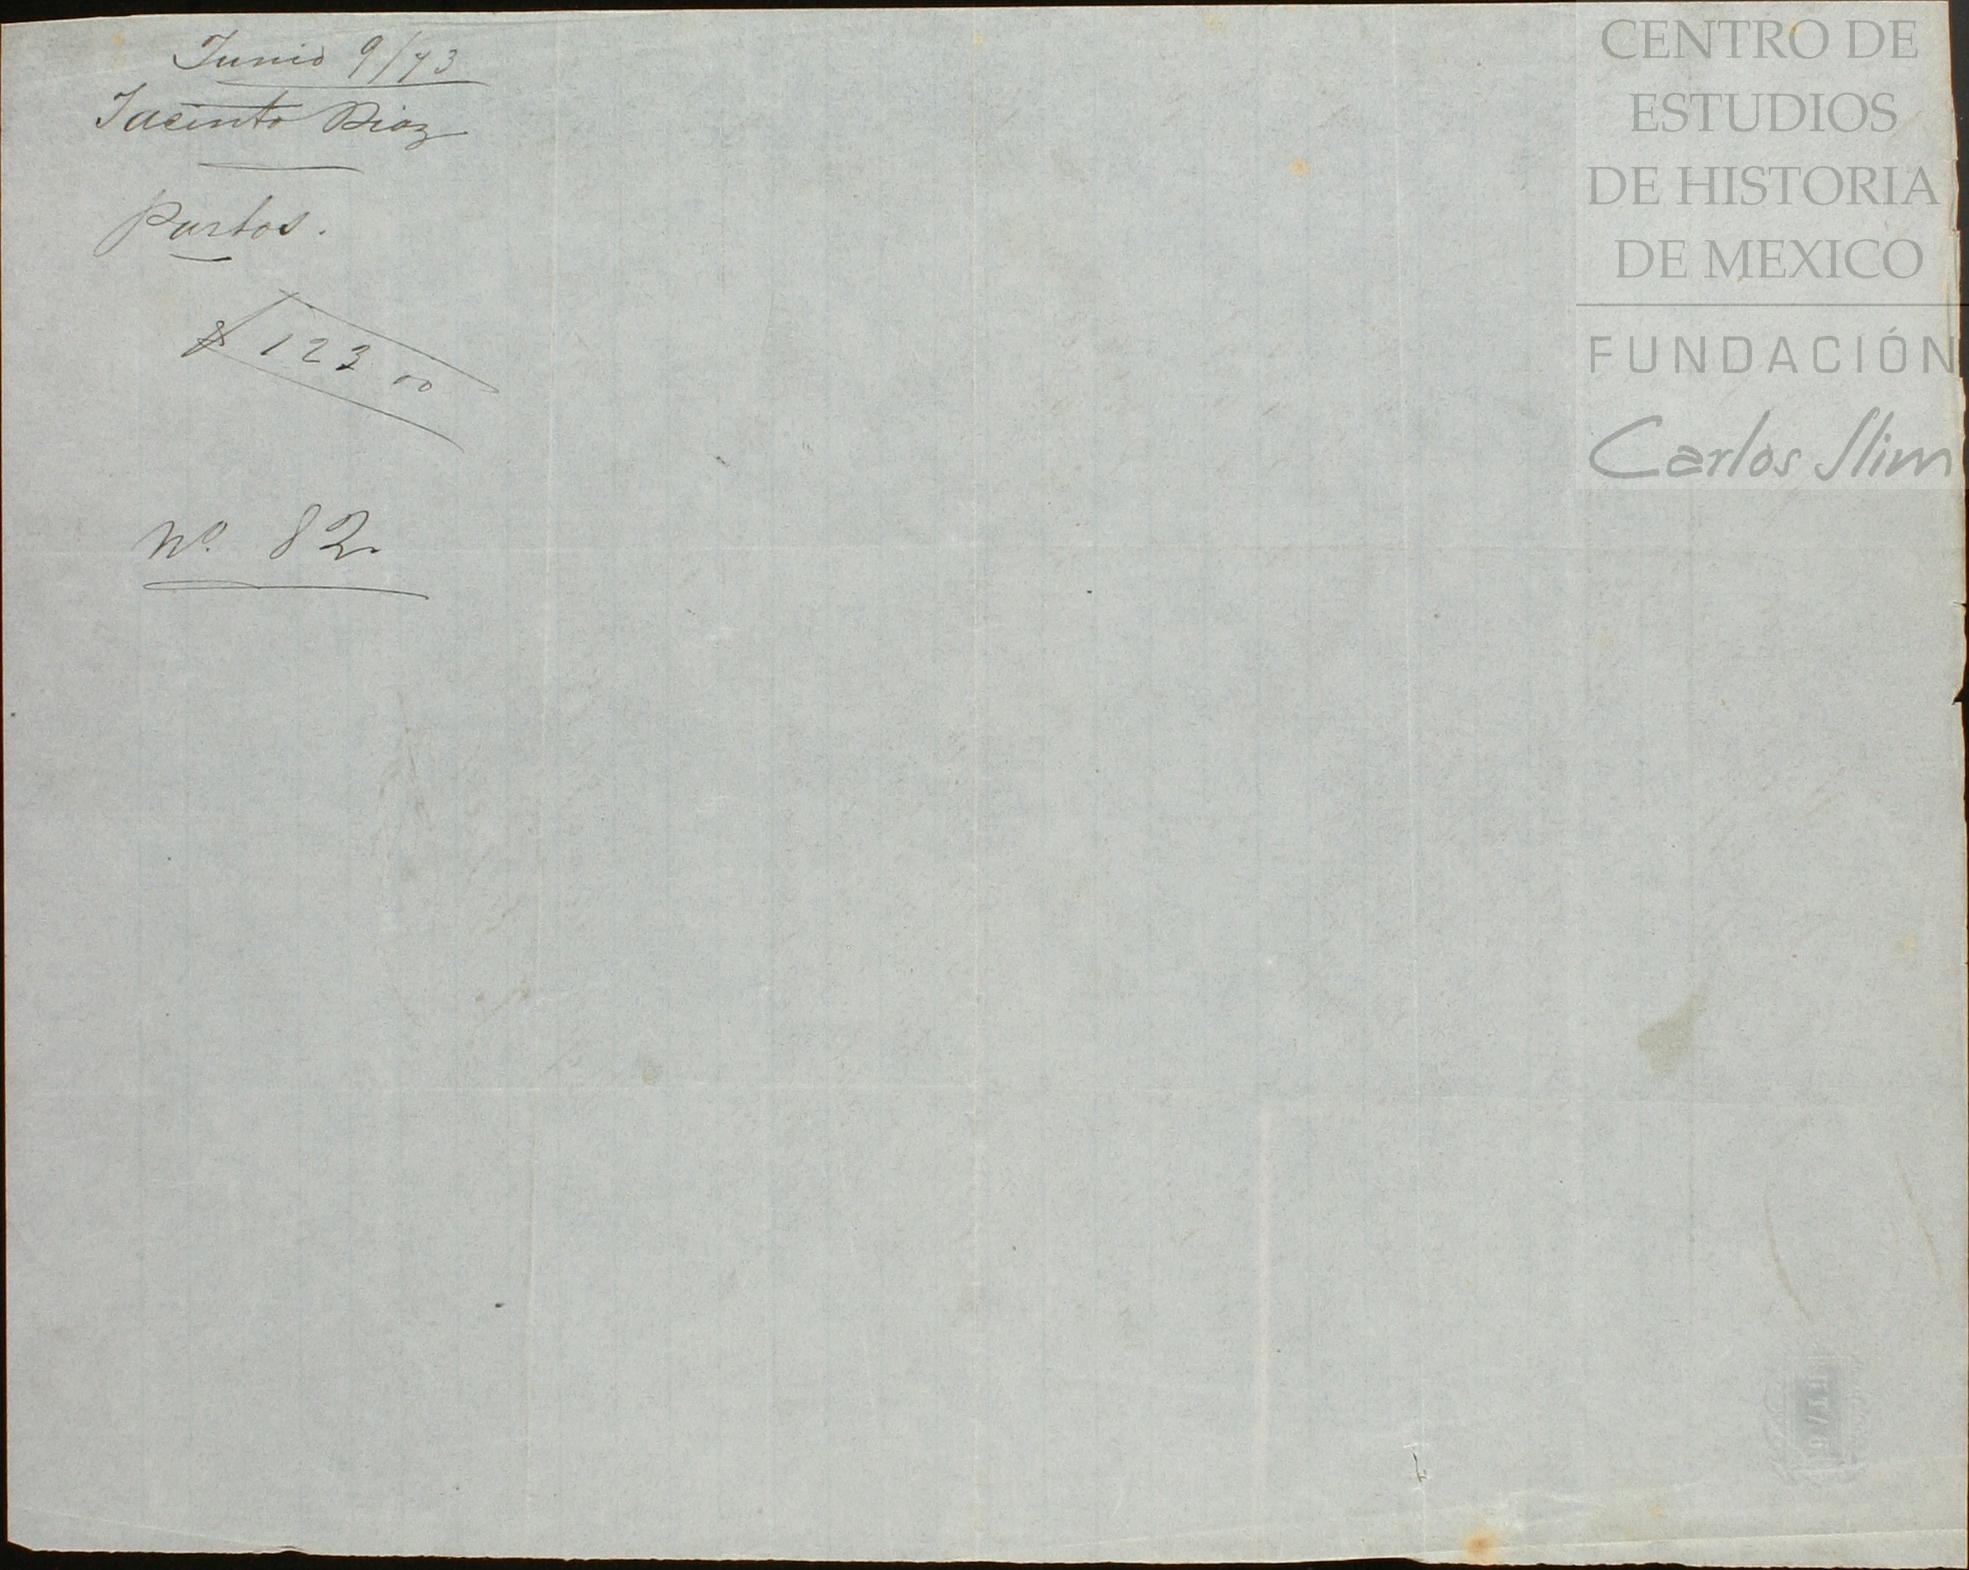 Junio 9/73
Jacinto Diaz
Pastos.
$ 123 00
No. 82
CENTRO DE
ESTUDIOS
DE HISTORIA
DE MEXICO
FUNDACIÓN
Carlos Slim